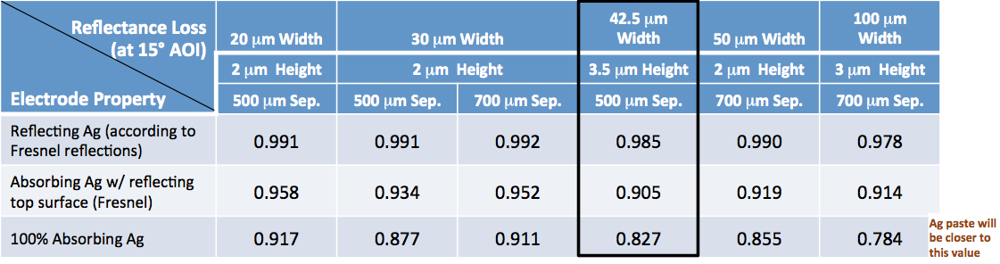 Reflectance Loss
(at 15° AOI)
Electrode Property
20 μm Width
30 μm Width
42.5 μm
Width
50 μm Width
100 μm
Width
2 μm Height
2 μm Height
3.5 μm Height
2 μm Height
3 μm Height
500 μm Sep.
500 μm Sep.
700 μm Sep.
500 μm Sep.
700 μm Sep.
700 μm Sep.
Reflecting Ag (according to
Fresnel reflections)
0.991
0.991
0.992
0.985
0.990
0.978
Absorbing Ag w/ reflecting
top surface (Fresnel)
0.958
0.934
0.952
0.905
0.919
0.914
100% Absorbing Ag
0.917
0.877
0.911
0.827
0.855
0.784
Ag paste will
be closer to
this value